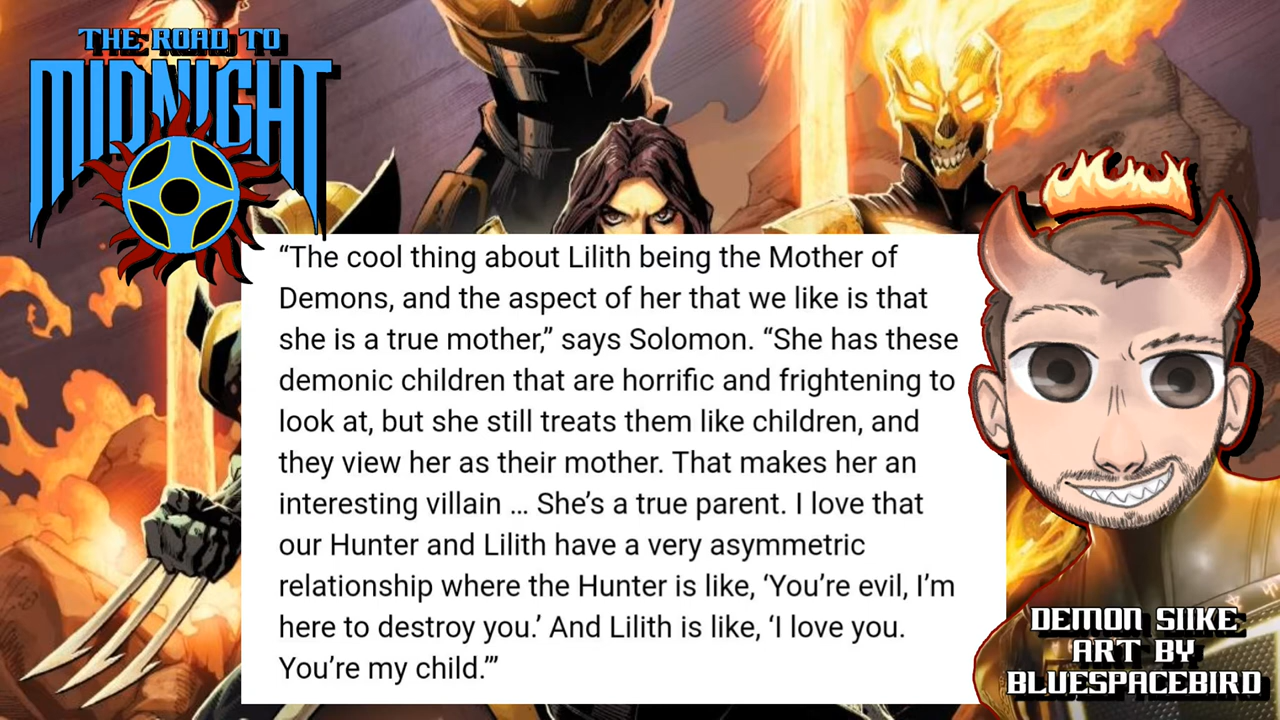 THE ROAD TO
MIDNIGHT
“The cool thing about Lilith being the Mother of
Demons, and the aspect of her that we like is that
she is a true mother,” says Solomon. “She has these
demonic children that are horrific and frightening to
look at, but she still treats them like children, and
they view her as their mother. That makes her an
interesting villain … She’s a true parent. I love that
our Hunter and Lilith have a very asymmetric
relationship where the Hunter is like, ‘You’re evil, I’m
here to destroy you.’ And Lilith is like, ‘I love you.
You’re my child.’”
DEMON SIIKE
ART BY
BLUESPACEBIRD